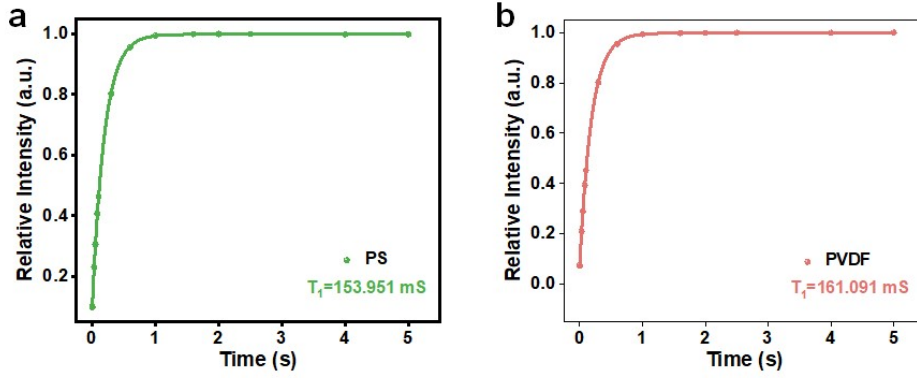 a
Relative Intensity (a.u.)
1.0
0.8
0.6
0.4
0.2
PS
T₁=153.951 mS
0 1 2 3 4 5
Time (s)
b
Relative Intensity (a.u.)
1.0
0.8
0.6
0.4
0.2
0.0
PVDF
T₁=161.091 mS
0 1 2 3 4 5
Time (s)